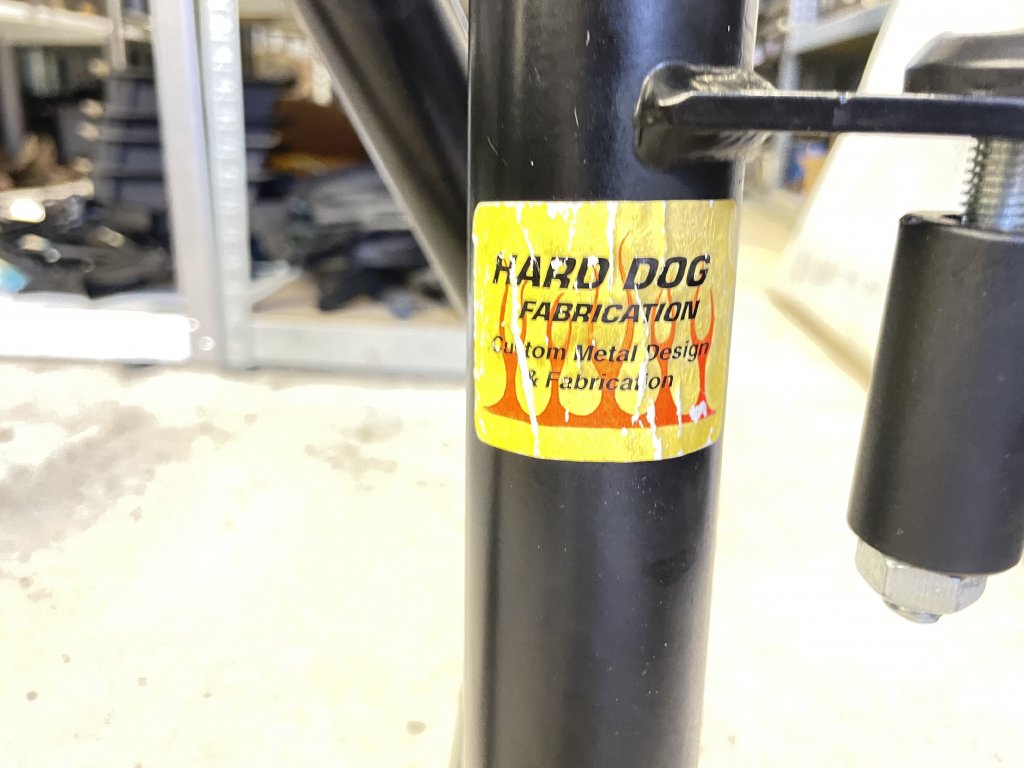 HARD DOG
FABRICATION
Custom Metal Design
& Fabrication